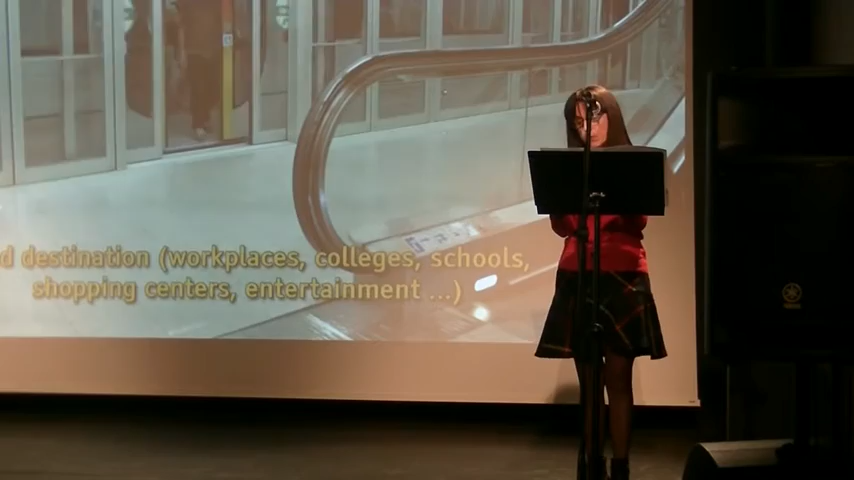 d destination (workplaces, colleges, schools,
shopping centers, entertainment ...)